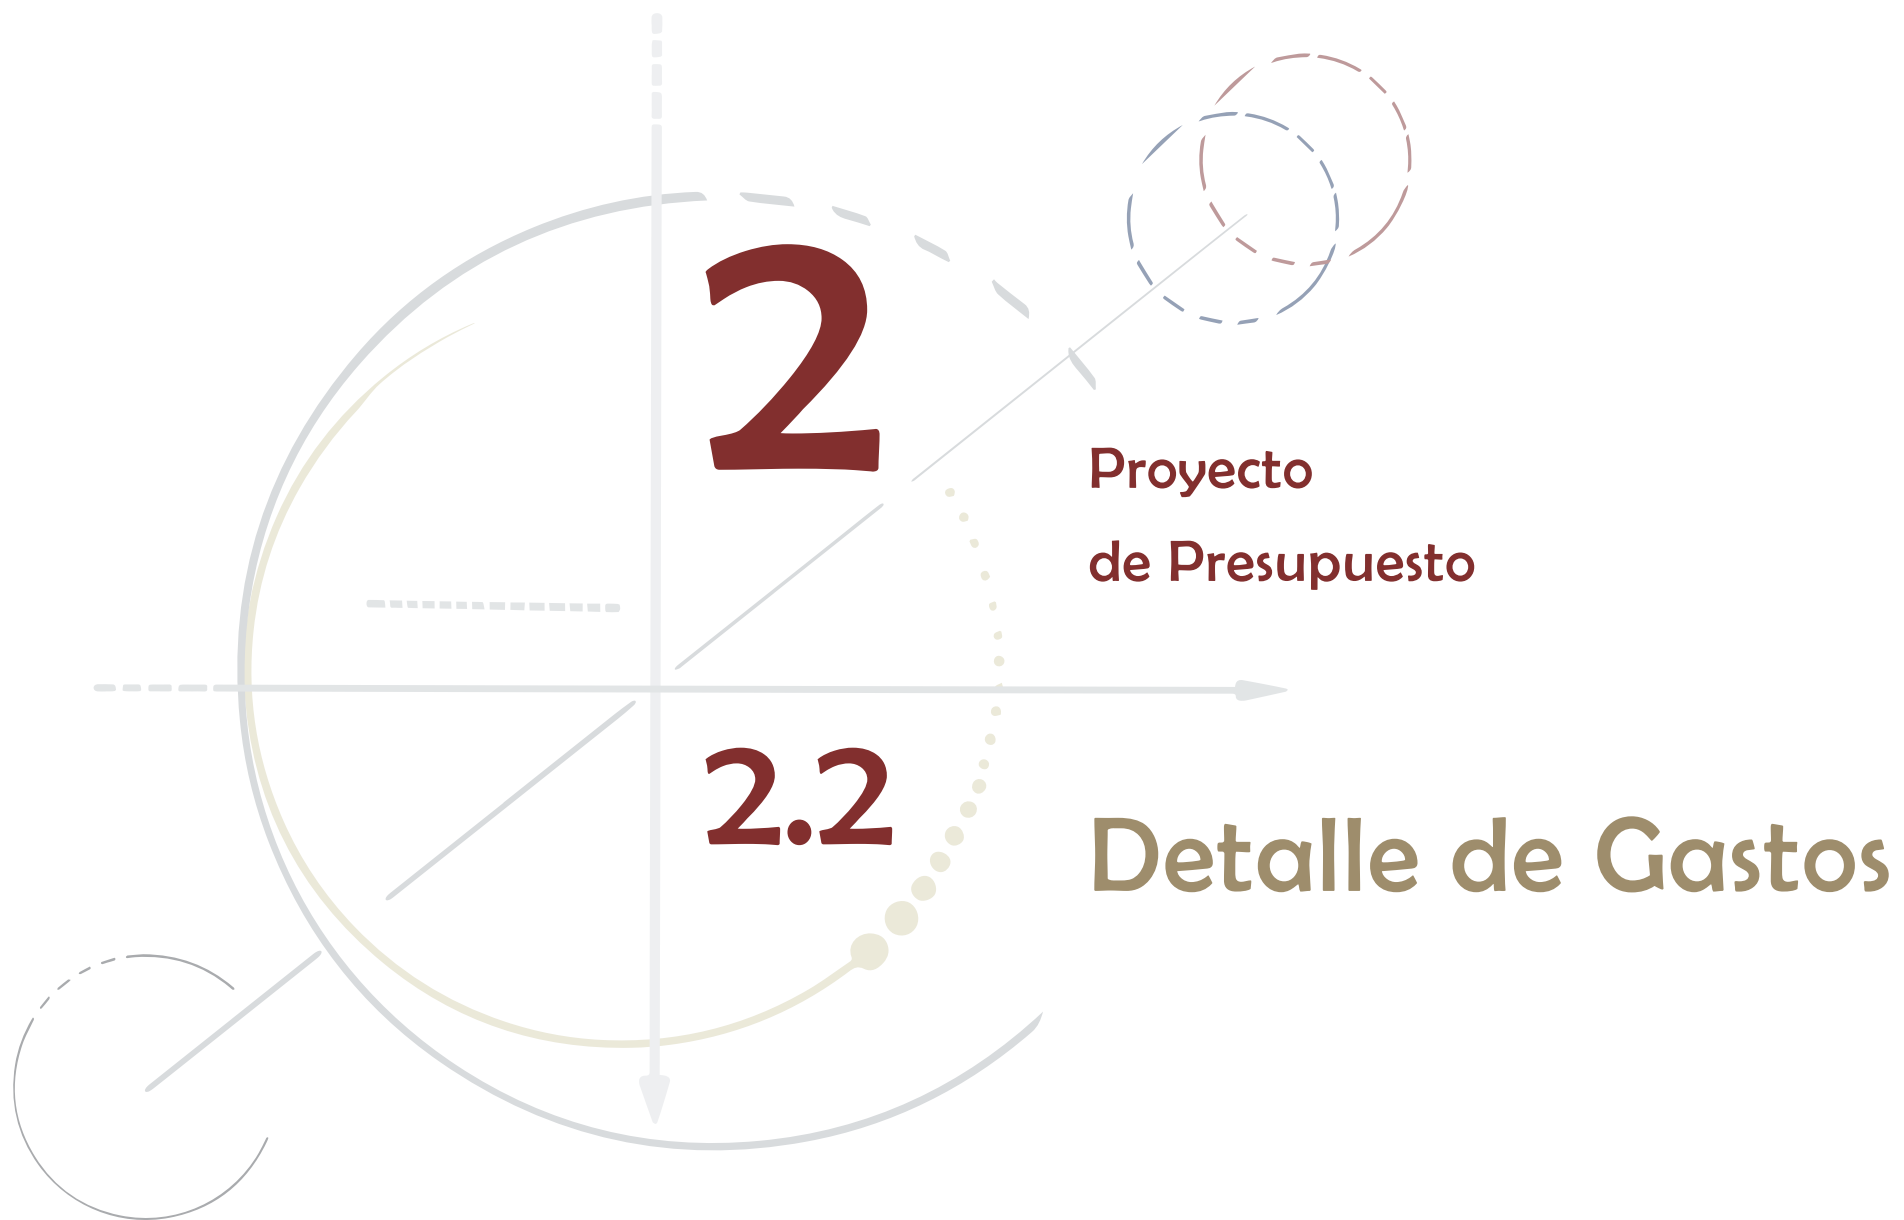 2
Proyecto
de Presupuesto
2.2
Detalle de Gastos